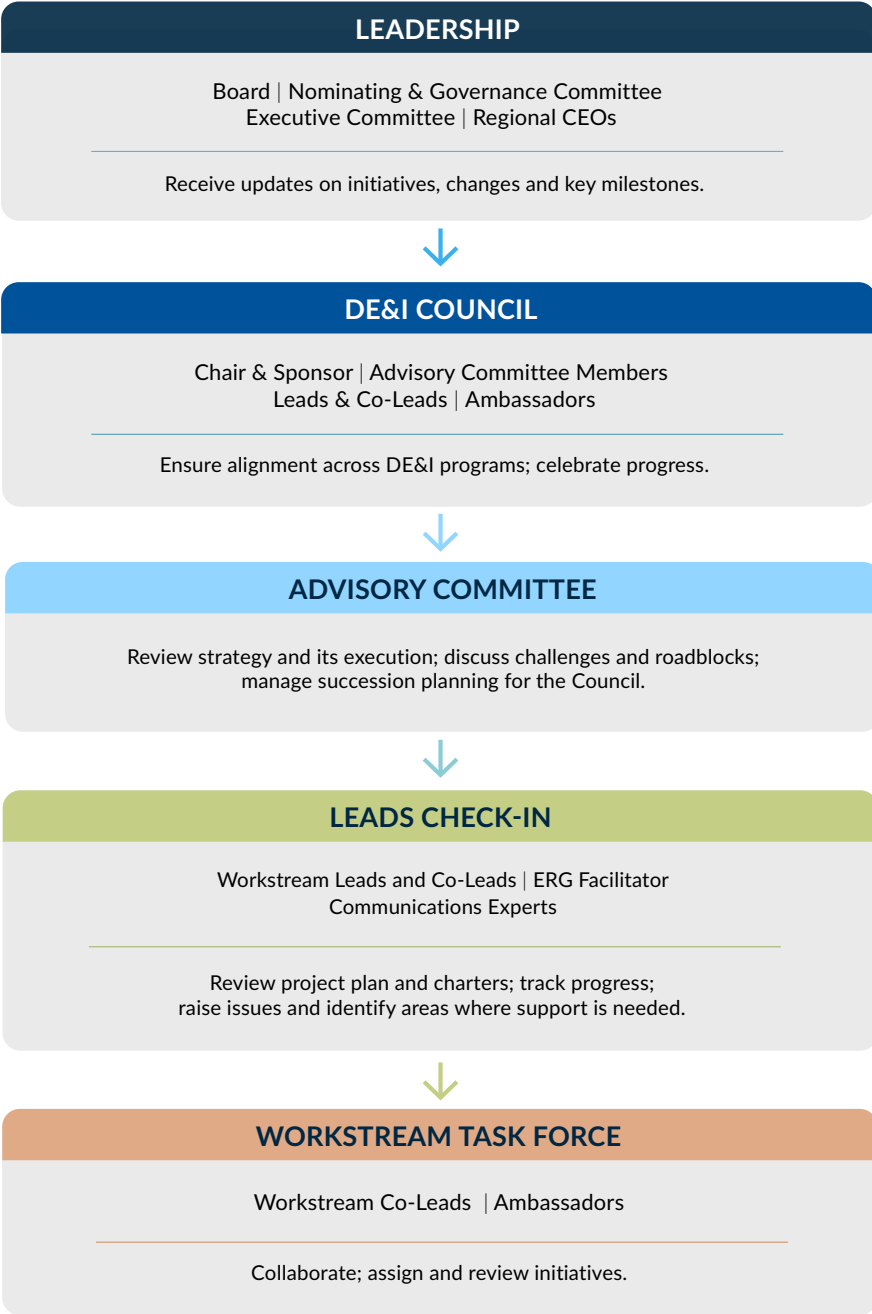 LEADERSHIP
Board | Nominating & Governance Committee
Executive Committee | Regional CEOs
Receive updates on initiatives, changes and key milestones.
DE&I COUNCIL
Chair & Sponsor | Advisory Committee Members
Leads & Co-Leads | Ambassadors
Ensure alignment across DE&I programs; celebrate progress.
ADVISORY COMMITTEE
Review strategy and its execution; discuss challenges and roadblocks;
manage succession planning for the Council.
LEADS CHECK-IN
Workstream Leads and Co-Leads | ERG Facilitator
Communications Experts
Review project plan and charters; track progress;
raise issues and identify areas where support is needed.
WORKSTREAM TASK FORCE
Workstream Co-Leads | Ambassadors
Collaborate; assign and review initiatives.